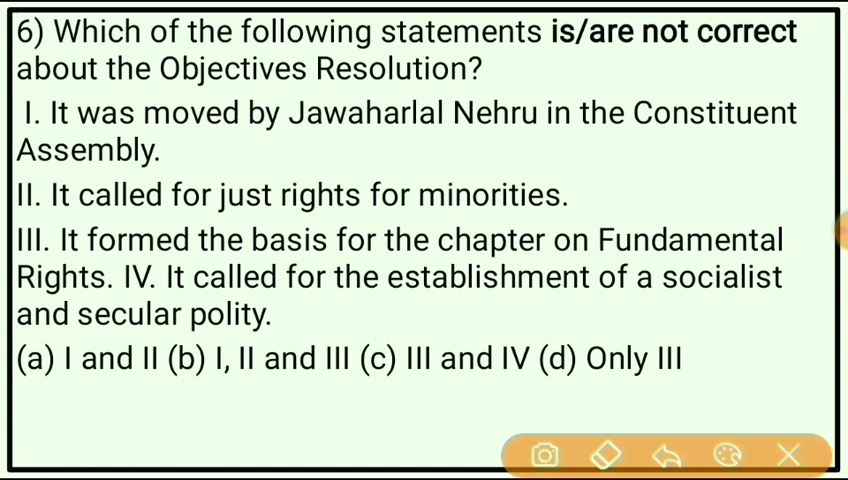 6) Which of the following statements is/are not correct
about the Objectives Resolution?
I. It was moved by Jawaharlal Nehru in the Constituent
Assembly.
II. It called for just rights for minorities.
III. It formed the basis for the chapter on Fundamental
Rights. IV. It called for the establishment of a socialist
and secular polity.
(a) I and II (b) I, II and III (c) III and IV (d) Only III